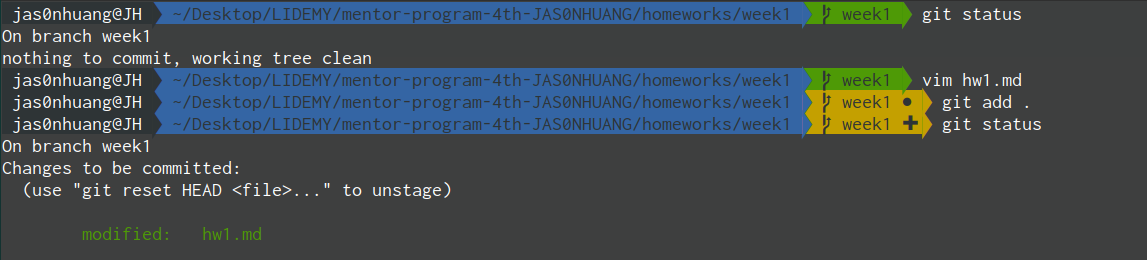 jas0nhuang@JH ~/Desktop/LIDEMY/mentor-program-4th-JAS0NHUANG/homeworks/week1 week1 git status
On branch week1
nothing to commit, working tree clean
jas0nhuang@JH ~/Desktop/LIDEMY/mentor-program-4th-JAS0NHUANG/homeworks/week1 week1 vim hw1.md
jas0nhuang@JH ~/Desktop/LIDEMY/mentor-program-4th-JAS0NHUANG/homeworks/week1 week1 ● git add .
jas0nhuang@JH ~/Desktop/LIDEMY/mentor-program-4th-JAS0NHUANG/homeworks/week1 week1 ✚ git status
On branch week1
Changes to be committed:
(use "git reset HEAD <file>..." to unstage)
modified: hw1.md